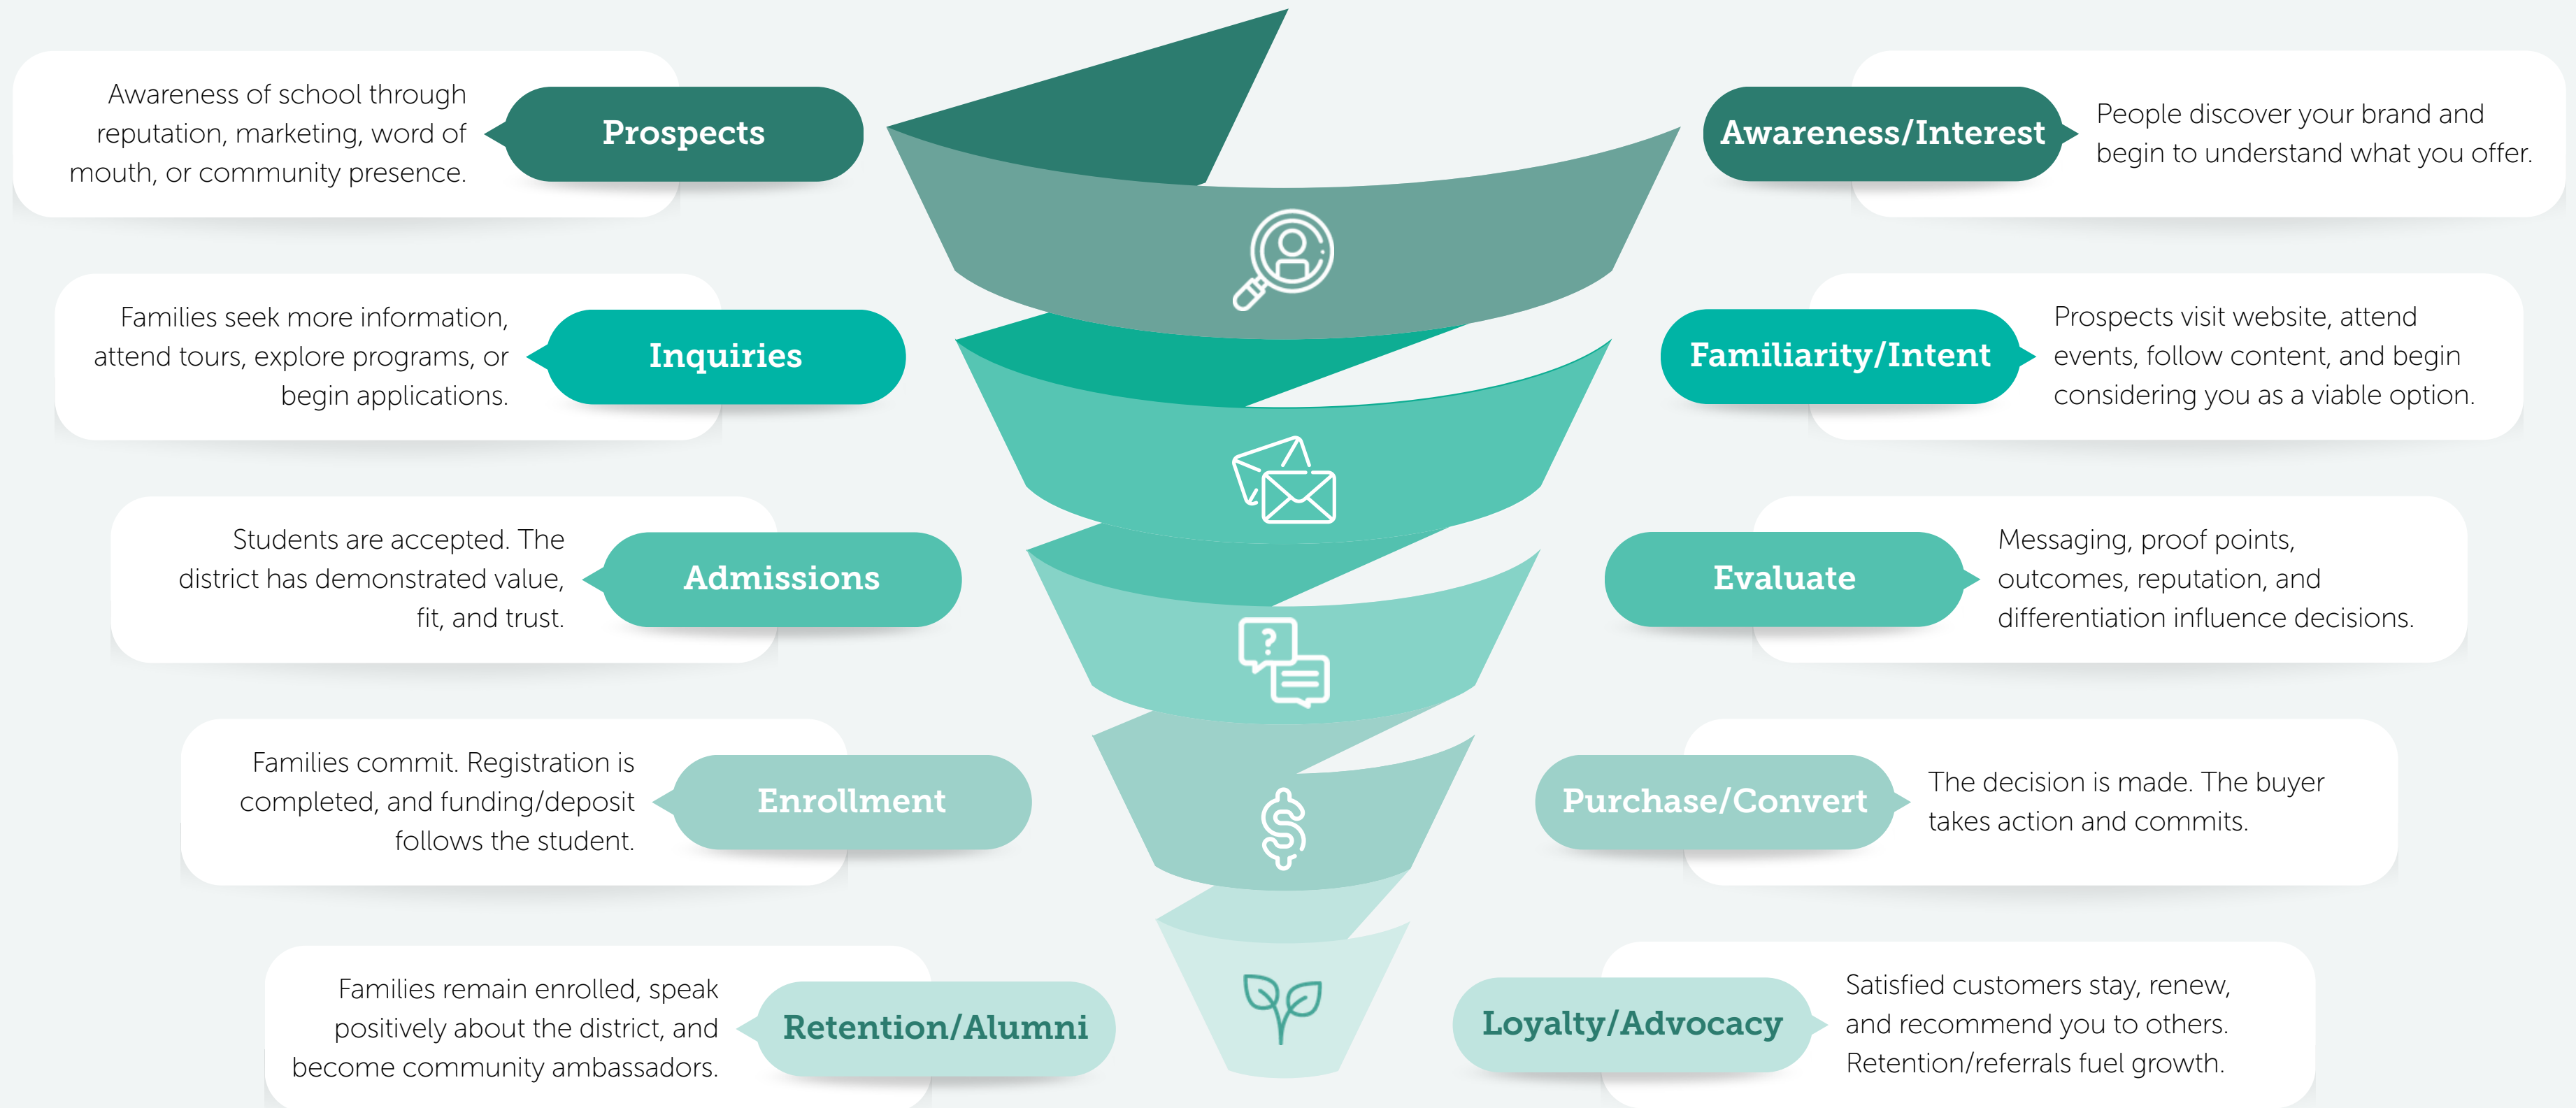 Awareness of school through
reputation, marketing, word of
mouth, or community presence.
Prospects
Awareness/Interest
People discover your brand and
begin to understand what you offer.
Families seek more information,
attend tours, explore programs, or
begin applications.
Inquiries
Familiarity/Intent
Prospects visit website, attend
events, follow content, and begin
considering you as a viable option.
Students are accepted. The
district has demonstrated value,
fit, and trust.
Admissions
?
Evaluate
Messaging, proof points,
outcomes, reputation, and
differentiation influence decisions.
Families commit. Registration is
completed, and funding/deposit
follows the student.
Enrollment
$
Purchase/Convert
The decision is made. The buyer
takes action and commits.
Families remain enrolled, speak
positively about the district, and
become community ambassadors.
Retention/Alumni
Loyalty/Advocacy
Satisfied customers stay, renew,
and recommend you to others.
Retention/referrals fuel growth.